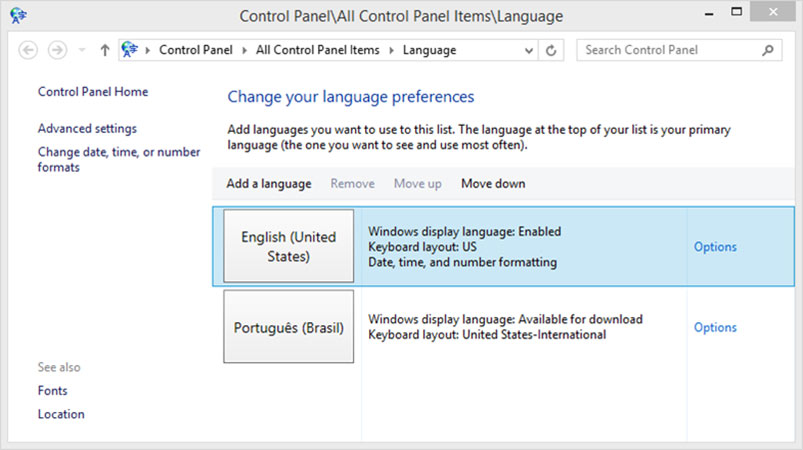 Control Panel\All Control Panel Items\Language
Control Panel
All Control Panel Items
Language
Search Control Panel
Control Panel Home
Advanced settings
Change date, time, or number
formats
See also
Fonts
Location
Change your language preferences
Add languages you want to use to this list. The language at the top of your list is your primary
language (the one you want to see and use most often).
Add a language
Remove
Move up
Move down
English (United
States)
Windows display language: Enabled
Keyboard layout: US
Date, time, and number formatting
Options
Português (Brasil)
Windows display language: Available for download
Keyboard layout: United States-International
Options